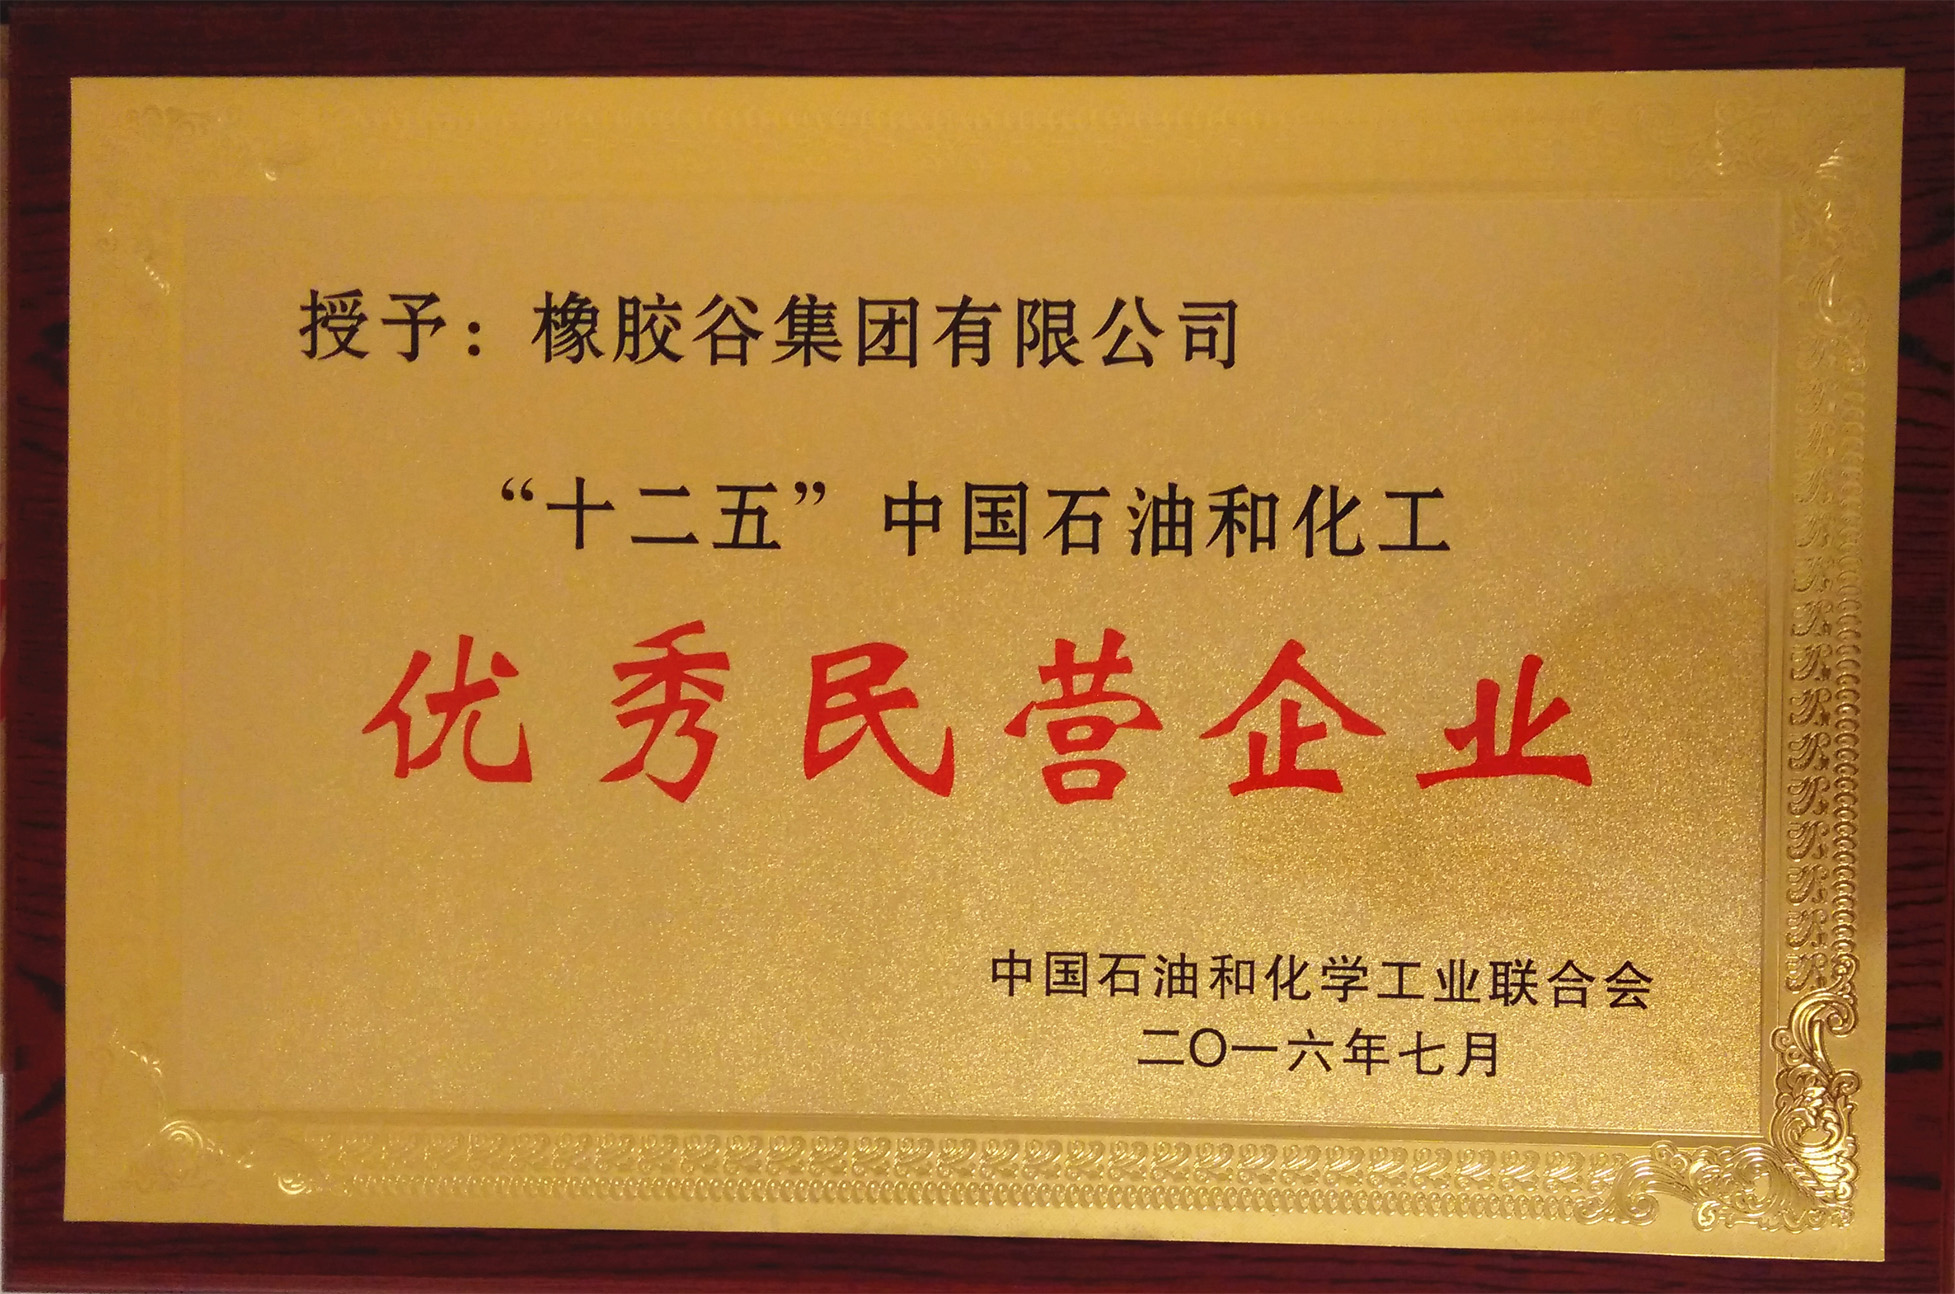 授予：橡胶谷集团有限公司
“十二五”中国石油和化工
优秀民营企业
中国石油和化学工业联合会
二〇一六年七月